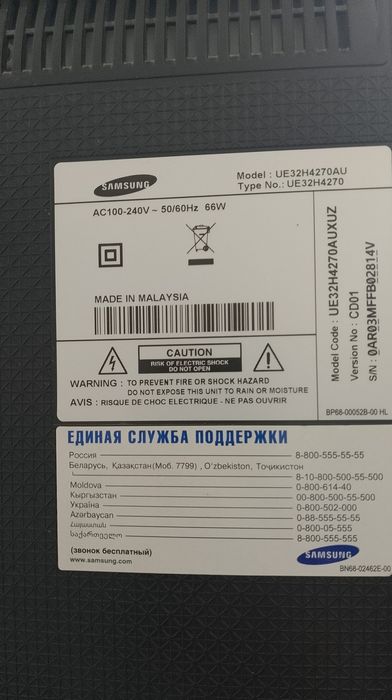 SAMSUNG
Model : UE32H4270AU
Type No.: UE32H4270
AC100-240V ~ 50/60Hz 66W
MADE IN MALAYSIA
CAUTION
RISK OF ELECTRIC SHOCK
DO NOT OPEN
WARNING : TO PREVENT FIRE OR SHOCK HAZARD
DO NOT EXPOSE THIS UNIT TO RAIN OR MOISTURE
AVIS : RISQUE DE CHOC ELECTRIQUE - NE PAS OUVRIR
Model Code : UE32H4270AUXUZ
Version No : CD01
S/N : 0AR03MFFB02814V
BP68-00052B-00 HL
ЕДИНАЯ СЛУЖБА ПОДДЕРЖКИ
Россия 8-800-555-55-55
Беларусь, Казақстан(Моб. 7799) , O'zbekiston, Тоҷикистон
8-10-800-500-55-500
Moldova 0-800-614-40
Кыргызстан 00-800-500-55-500
Україна 0-800-502-000
Azərbaycan 0-88-555-55-55
Հայաստան 0-800-05-555
საქართველო 8-800-555-555
(звонок бесплатный)
www.samsung.com
SAMSUNG
BN68-02462E-00